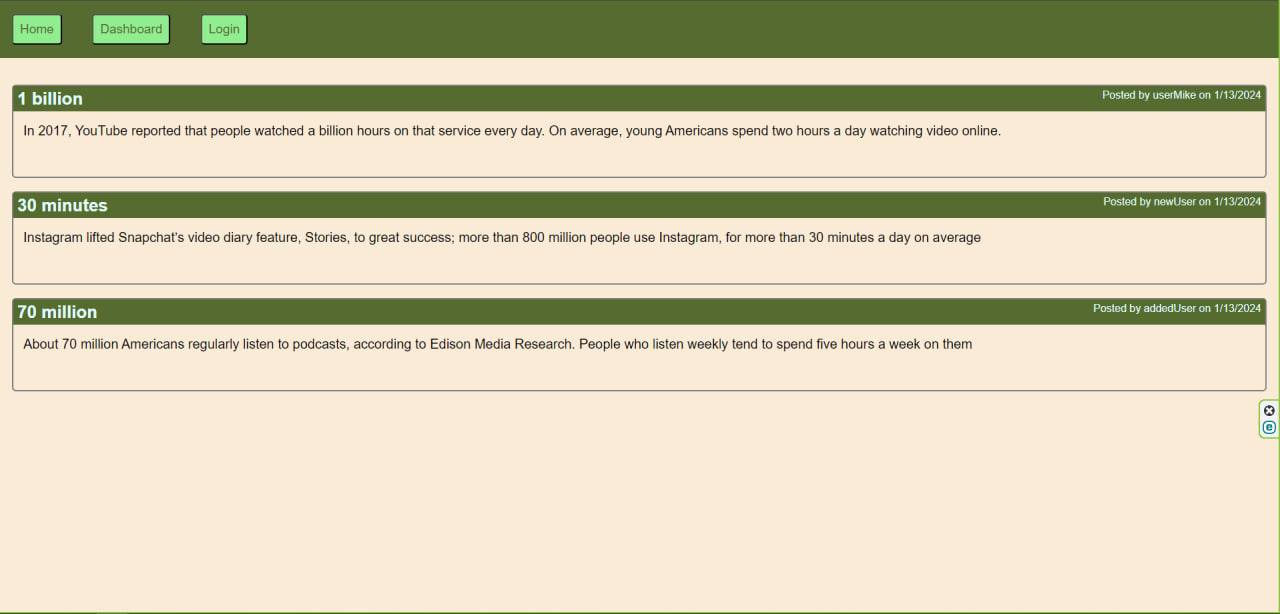 Home
Dashboard
Login
1 billion
Posted by userMike on 1/13/2024
In 2017, YouTube reported that people watched a billion hours on that service every day. On average, young Americans spend two hours a day watching video online.
30 minutes
Posted by newUser on 1/13/2024
Instagram lifted Snapchat's video diary feature, Stories, to great success; more than 800 million people use Instagram, for more than 30 minutes a day on average
70 million
Posted by addedUser on 1/13/2024
About 70 million Americans regularly listen to podcasts, according to Edison Media Research. People who listen weekly tend to spend five hours a week on them
e